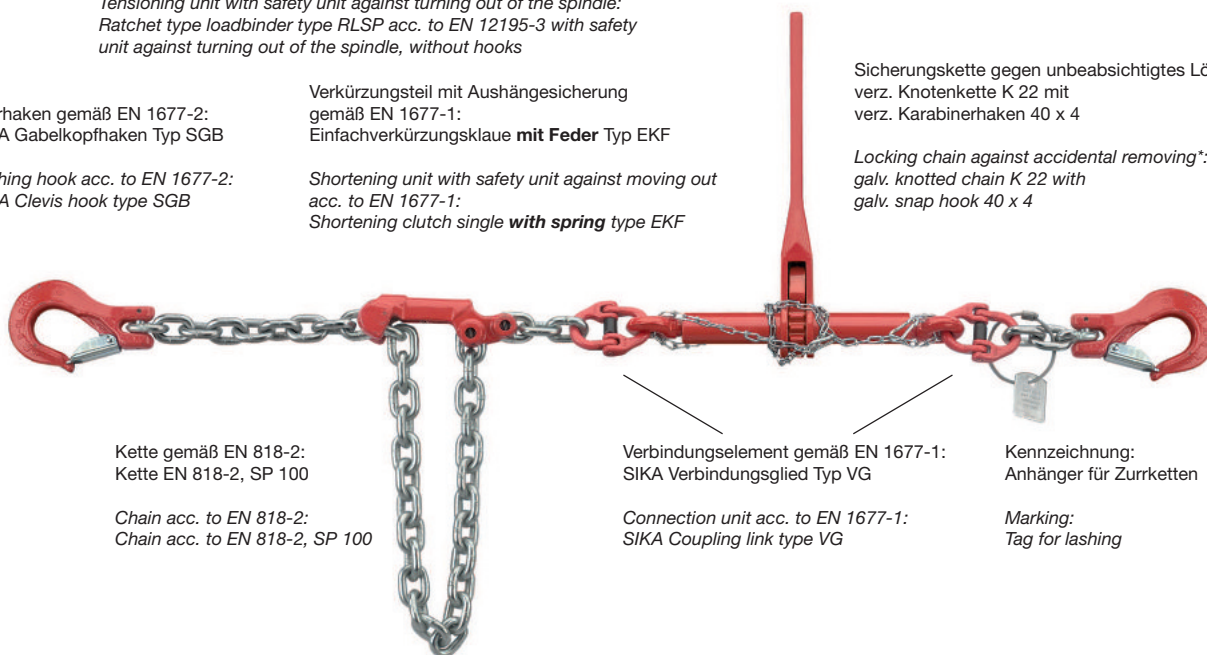 Tensioning unit with safety unit against turning out of the spindle:
Ratchet type loadbinder type RLSP acc. to EN 12195-3 with safety
unit against turning out of the spindle, without hooks
rhaken gemäß EN 1677-2:
A Gabelkopfhaken Typ SGB
hing hook acc. to EN 1677-2:
A Clevis hook type SGB
Verkürzungsteil mit Aushängesicherung
gemäß EN 1677-1:
Einfachverkürzungsklaue mit Feder Typ EKF
Shortening unit with safety unit against moving out
acc. to EN 1677-1:
Shortening clutch single with spring type EKF
Sicherungskette gegen unbeabsichtigtes Lö
verz. Knotenkette K 22 mit
verz. Karabinerhaken 40 x 4
Locking chain against accidental removing*:
galv. knotted chain K 22 with
galv. snap hook 40 x 4
Kette gemäß EN 818-2:
Kette EN 818-2, SP 100
Chain acc. to EN 818-2:
Chain acc. to EN 818-2, SP 100
Verbindungselement gemäß EN 1677-1:
SIKA Verbindungsglied Typ VG
Connection unit acc. to EN 1677-1:
SIKA Coupling link type VG
Kennzeichnung:
Anhänger für Zurrketten
Marking:
Tag for lashing